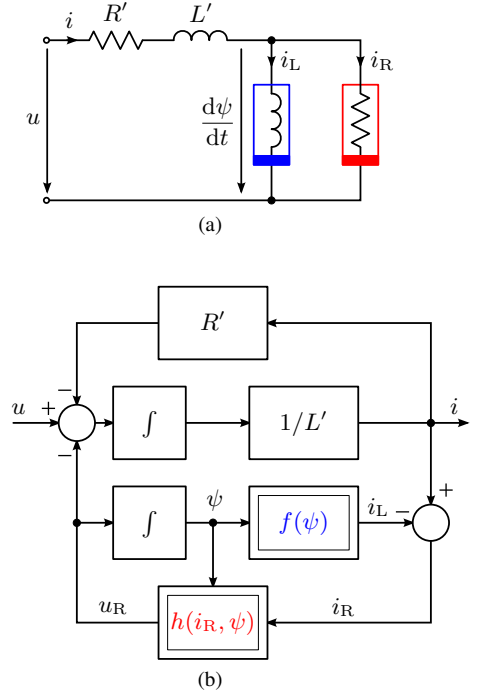 i R′ L′
i_L i_R
u dψ/dt
(a)
R′
u + − − ∫ 1/L′ i
+
∫ ψ f(ψ) i_L −
u_R h(i_R, ψ) i_R
(b)